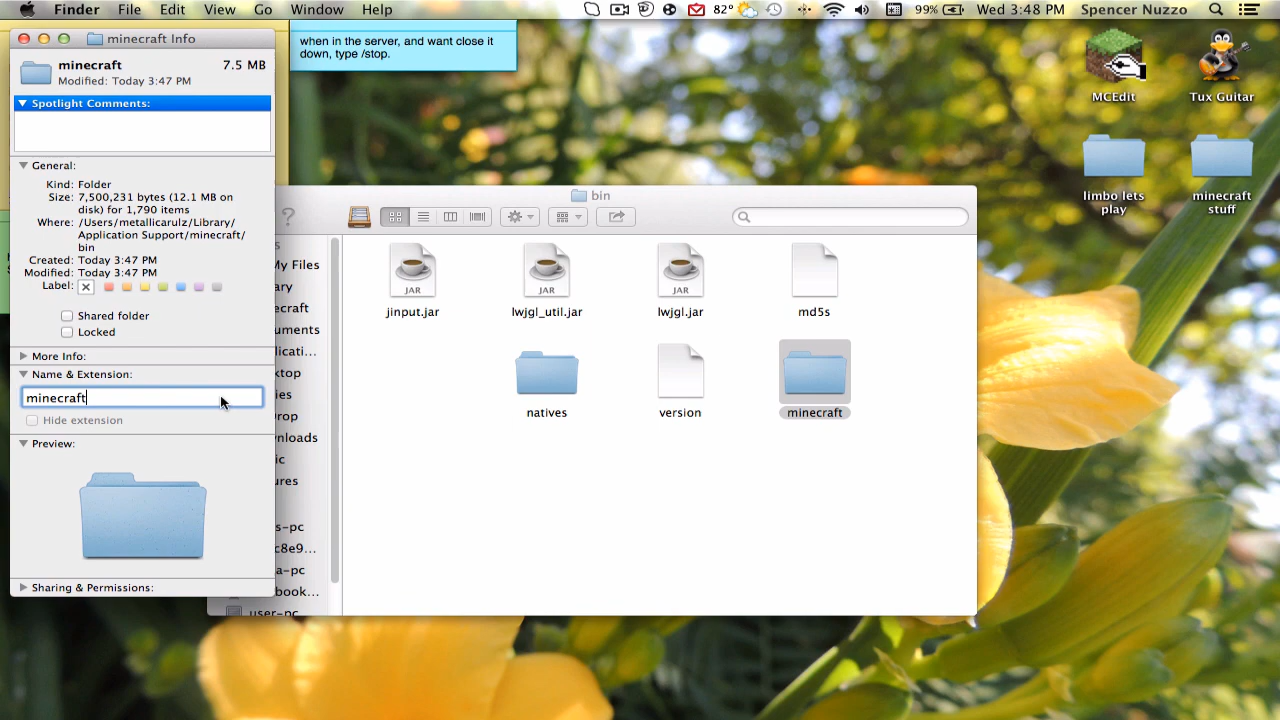 Finder File Edit View Go Window Help 82° 99% Wed 3:48 PM Spencer Nuzzo
minecraft Info
minecraft 7.5 MB
Modified: Today 3:47 PM
Spotlight Comments:
General:
Kind: Folder
Size: 7,500,231 bytes (12.1 MB on
disk) for 1,790 items
Where: /Users/metallicarulz/Library/
Application Support/minecraft/
bin
Created: Today 3:47 PM
Modified: Today 3:47 PM
Label:
Shared folder
Locked
More Info:
Name & Extension:
minecraft
Hide extension
Preview:
Sharing & Permissions:
when in the server, and want close it
down, type /stop.
bin
My Files
ary
ecraft
uments
licati...
ktop
ies
Drop
nloads
ic
ures
s-pc
c8e9...
a-pc
book...
user-pc
jinput.jar
JAR
lwjgl_util.jar
JAR
lwjgl.jar
JAR
md5s
natives
version
minecraft
MCEdit
Tux Guitar
limbo lets
play
minecraft
stuff